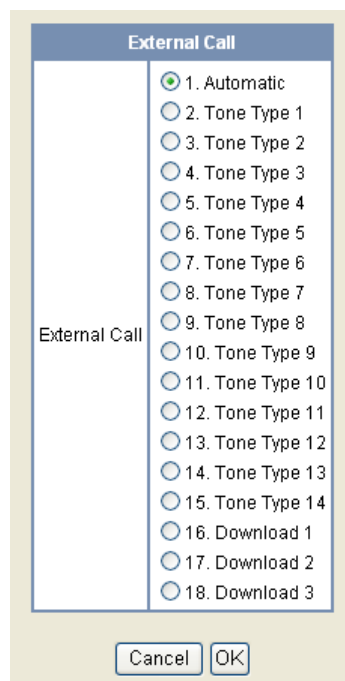 External Call
1. Automatic
2. Tone Type 1
3. Tone Type 2
4. Tone Type 3
5. Tone Type 4
6. Tone Type 5
7. Tone Type 6
8. Tone Type 7
9. Tone Type 8
External Call
10. Tone Type 9
11. Tone Type 10
12. Tone Type 11
13. Tone Type 12
14. Tone Type 13
15. Tone Type 14
16. Download 1
17. Download 2
18. Download 3
Cancel OK